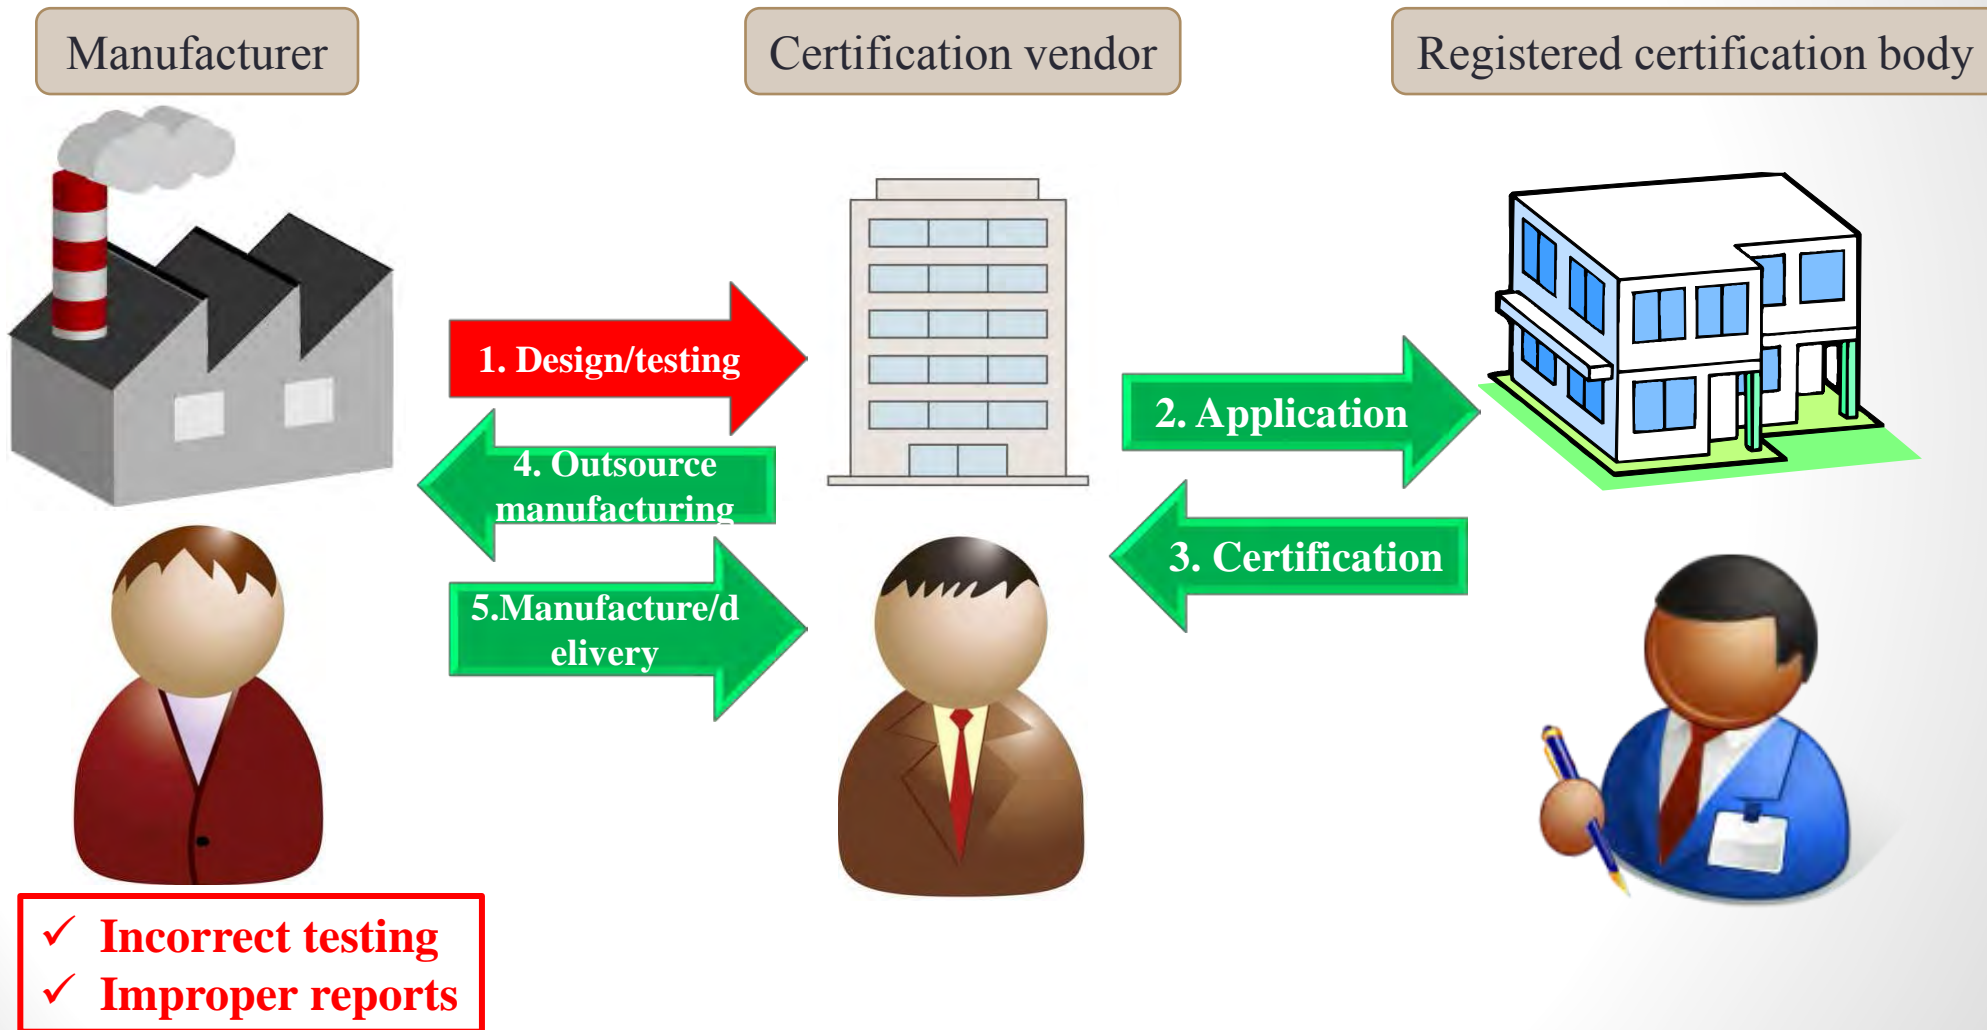 Manufacturer
Certification vendor
Registered certification body
1. Design/testing
2. Application
4. Outsource
manufacturing
3. Certification
5.Manufacture/d
elivery
✓ Incorrect testing
✓ Improper reports